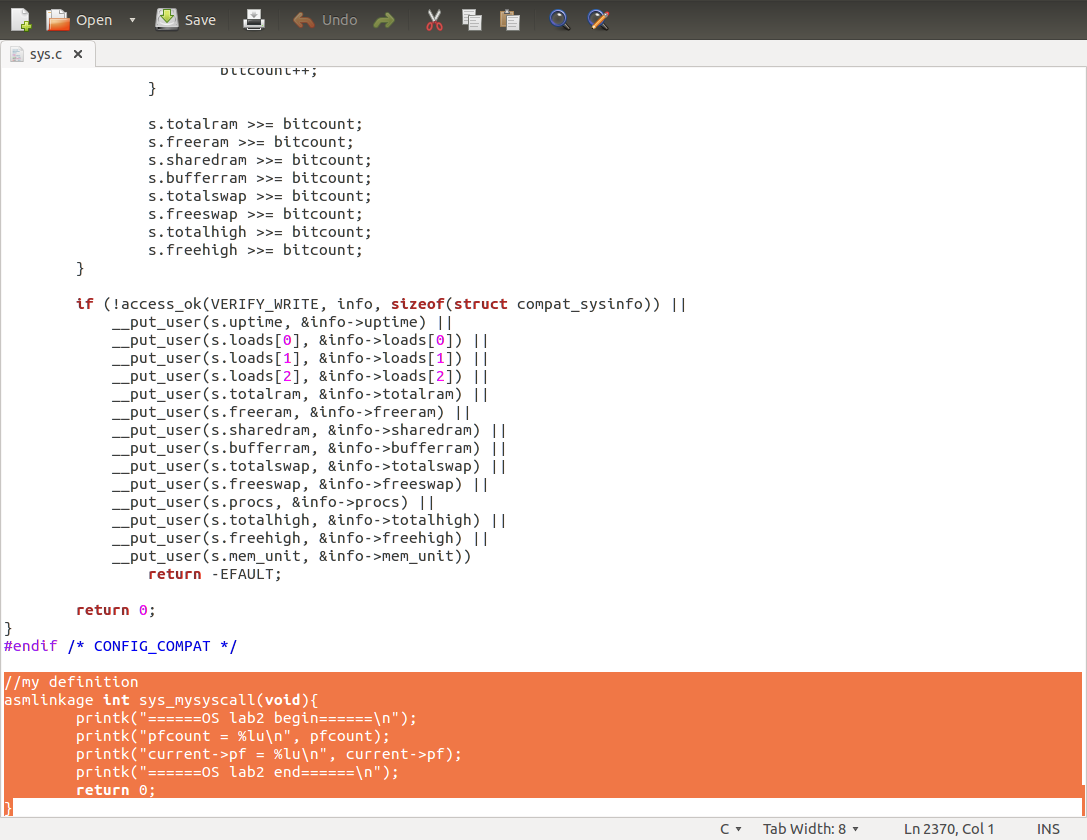 Open Save Undo
sys.c
bitcount++;
}
s.totalram >>= bitcount;
s.freeram >>= bitcount;
s.sharedram >>= bitcount;
s.bufferram >>= bitcount;
s.totalswap >>= bitcount;
s.freeswap >>= bitcount;
s.totalhigh >>= bitcount;
s.freehigh >>= bitcount;
}
if (!access_ok(VERIFY_WRITE, info, sizeof(struct compat_sysinfo)) ||
__put_user(s.uptime, &info->uptime) ||
__put_user(s.loads[0], &info->loads[0]) ||
__put_user(s.loads[1], &info->loads[1]) ||
__put_user(s.loads[2], &info->loads[2]) ||
__put_user(s.totalram, &info->totalram) ||
__put_user(s.freeram, &info->freeram) ||
__put_user(s.sharedram, &info->sharedram) ||
__put_user(s.bufferram, &info->bufferram) ||
__put_user(s.totalswap, &info->totalswap) ||
__put_user(s.freeswap, &info->freeswap) ||
__put_user(s.procs, &info->procs) ||
__put_user(s.totalhigh, &info->totalhigh) ||
__put_user(s.freehigh, &info->freehigh) ||
__put_user(s.mem_unit, &info->mem_unit))
return -EFAULT;
return 0;
}
#endif /* CONFIG_COMPAT */
//my definition
asmlinkage int sys_mysyscall(void){
printk("======OS lab2 begin======\n");
printk("pfcount = %lu\n", pfcount);
printk("current->pf = %lu\n", current->pf);
printk("======OS lab2 end======\n");
return 0;
}
C Tab Width: 8 Ln 2370, Col 1 INS